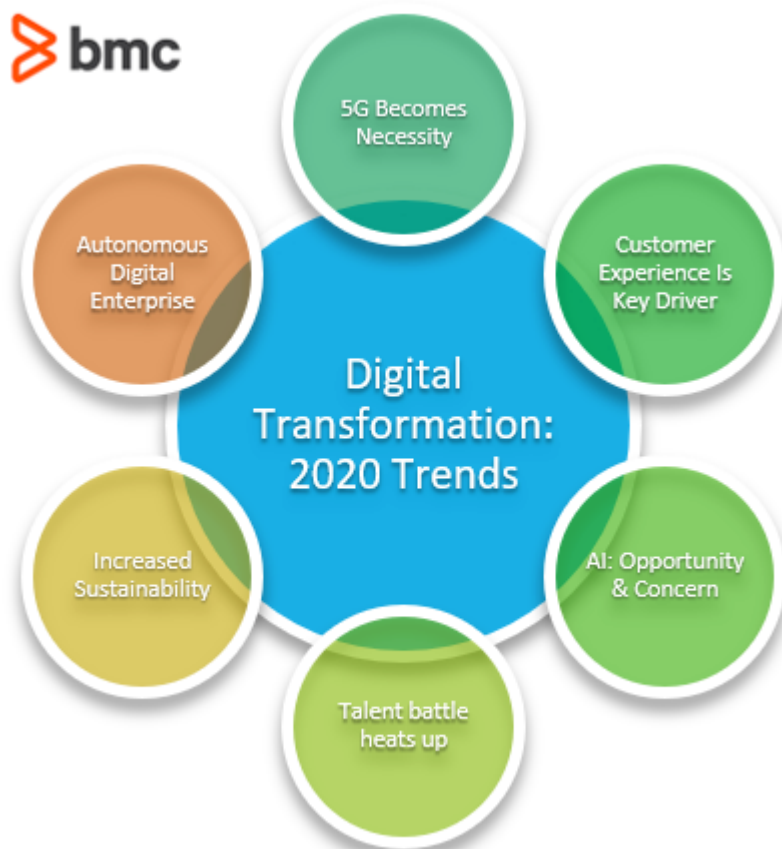 bmc
5G Becomes
Necessity
Customer
Experience Is
Key Driver
AI: Opportunity
& Concern
Talent battle
heats up
Increased
Sustainability
Autonomous
Digital
Enterprise
Digital
Transformation:
2020 Trends